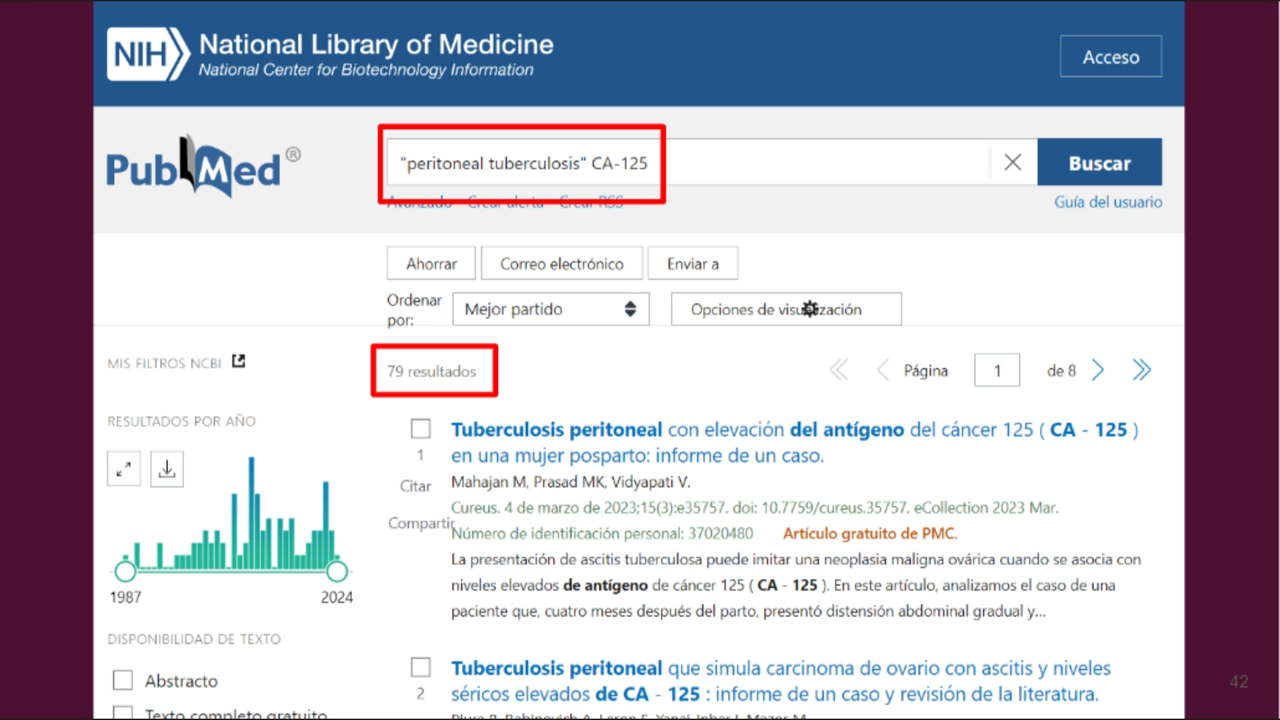 NIH National Library of Medicine
National Center for Biotechnology Information
Acceso
PubMed®
"peritoneal tuberculosis" CA-125
Buscar
Avanzado Crear alerta Crear RSS
Guía del usuario
Ahorrar
Correo electrónico
Enviar a
Ordenar
por:
Mejor partido
Opciones de visualización
MIS FILTROS NCBI
79 resultados
Página 1 de 8
RESULTADOS POR AÑO
1987
2024
DISPONIBILIDAD DE TEXTO
Abstracto
Texto completo gratuito
1
Citar
Compartir
Tuberculosis peritoneal con elevación del antígeno del cáncer 125 ( CA - 125 )
en una mujer posparto: informe de un caso.
Mahajan M, Prasad MK, Vidyapati V.
Cureus. 4 de marzo de 2023;15(3):e35757. doi: 10.7759/cureus.35757. eCollection 2023 Mar.
Número de identificación personal: 37020480 Artículo gratuito de PMC.
La presentación de ascitis tuberculosa puede imitar una neoplasia maligna ovárica cuando se asocia con
niveles elevados de antígeno de cáncer 125 ( CA - 125 ). En este artículo, analizamos el caso de una
paciente que, cuatro meses después del parto, presentó distensión abdominal gradual y...
2
Tuberculosis peritoneal que simula carcinoma de ovario con ascitis y niveles
séricos elevados de CA - 125 : informe de un caso y revisión de la literatura.
42